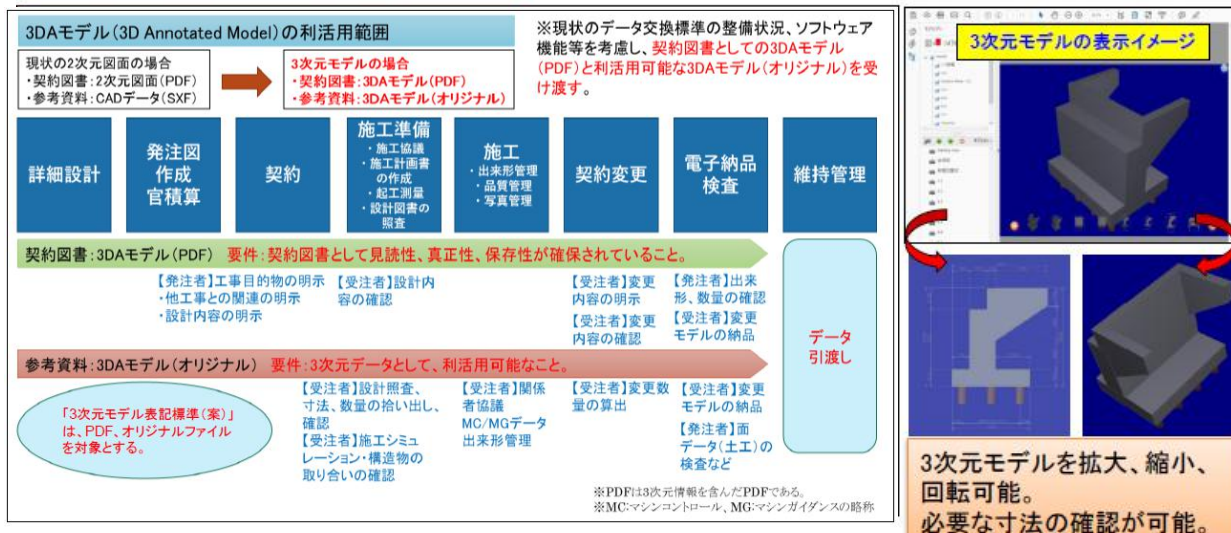 3DAモデル(3D Annotated Model)の利活用範囲
現状の2次元図面の場合
・契約図書:2次元図面(PDF)
・参考資料:CADデータ(SXF)
3次元モデルの場合
・契約図書:3DAモデル(PDF)
・参考資料:3DAモデル(オリジナル)
※現状のデータ交換標準の整備状況、ソフトウェア
機能等を考慮し、契約図書としての3DAモデル
(PDF)と利活用可能な3DAモデル(オリジナル)を受
け渡す。
詳細設計
発注図
作成
官積算
契約
施工準備
・施工協議
・施工計画書
の作成
・起工測量
・設計図書の
照査
施工
・出来形管理
・品質管理
・写真管理
契約変更
電子納品
検査
維持管理
契約図書:3DAモデル(PDF) 要件:契約図書として見読性、真正性、保存性が確保されていること。
【発注者】工事目的物の明示
・他工事との関連の明示
・設計内容の明示
【受注者】設計内
容の確認
【発注者】変更
内容の明示
【受注者】変更
内容の確認
【発注者】出来
形、数量の確認
【受注者】変更
モデルの納品
データ
引渡し
参考資料:3DAモデル(オリジナル) 要件:3次元データとして、利活用可能なこと。
「3次元モデル表記標準(案)」
は、PDF、オリジナルファイル
を対象とする。
【受注者】設計照査、
寸法、数量の拾い出し、
確認
【受注者】施工シミュ
レーション・構造物の
取り合いの確認
【受注者】関係
者協議
MC/MGデータ
出来形管理
【受注者】変更数
量の算出
【受注者】変更
モデルの納品
【発注者】面
データ(土工)の
検査など
※PDFは3次元情報を含んだPDFである。
※MC:マシンコントロール、MG:マシンガイダンスの略称
3次元モデルの表示イメージ
3次元モデルを拡大、縮小、
回転可能。
必要な寸法の確認が可能。